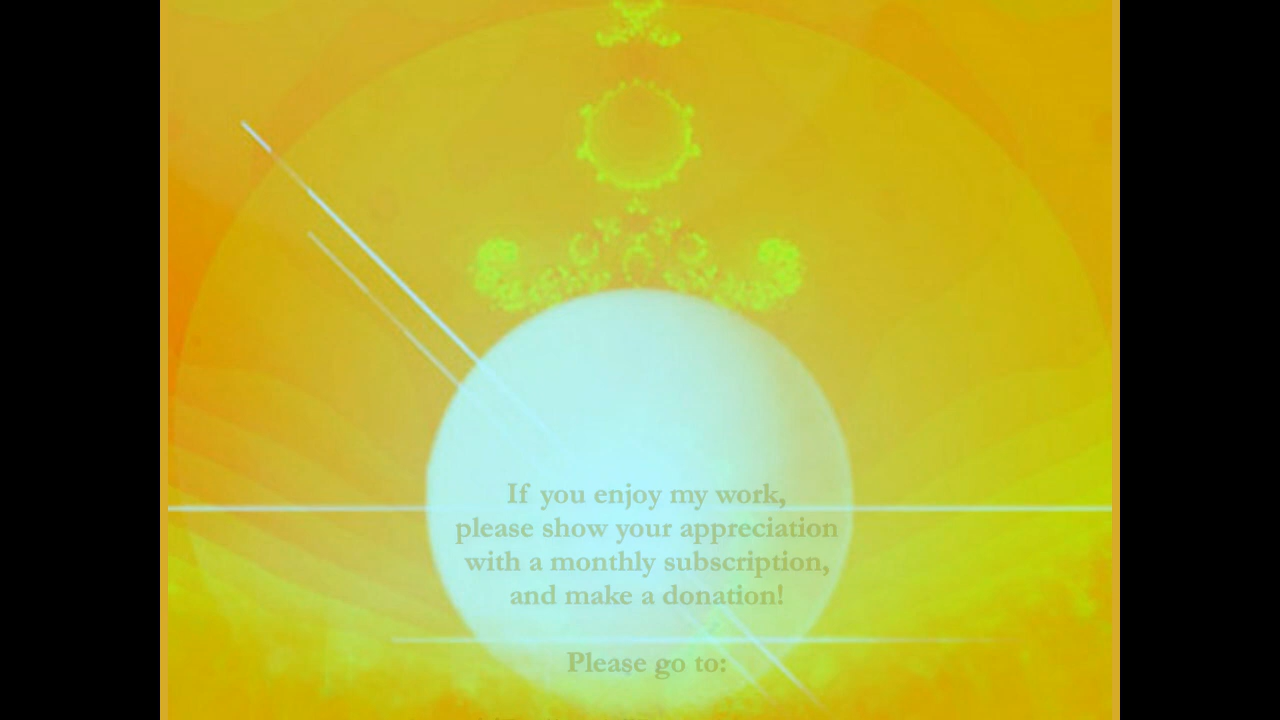 If you enjoy my work,
please show your appreciation
with a monthly subscription,
and make a donation!
Please go to: